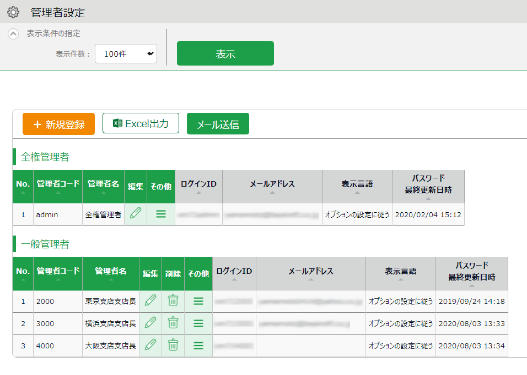 管理者設定
表示条件の指定
表示件数： 100件 表示
＋ 新規登録 Excel出力 メール送信
全権管理者
No. 管理者コード 管理者名 編集 その他 ログインID メールアドレス 表示言語 パスワード
最終更新日時
1 admin 全権管理者 オプションの設定に従う 2020/02/04 15:12
一般管理者
No. 管理者コード 管理者名 編集 削除 その他 ログインID メールアドレス 表示言語 パスワード
最終更新日時
1 2000 東京支店支店長 オプションの設定に従う 2019/09/24 14:18
2 3000 横浜支店支店長 オプションの設定に従う 2020/08/03 13:33
3 4000 大阪支店支店長 オプションの設定に従う 2020/08/03 13:34